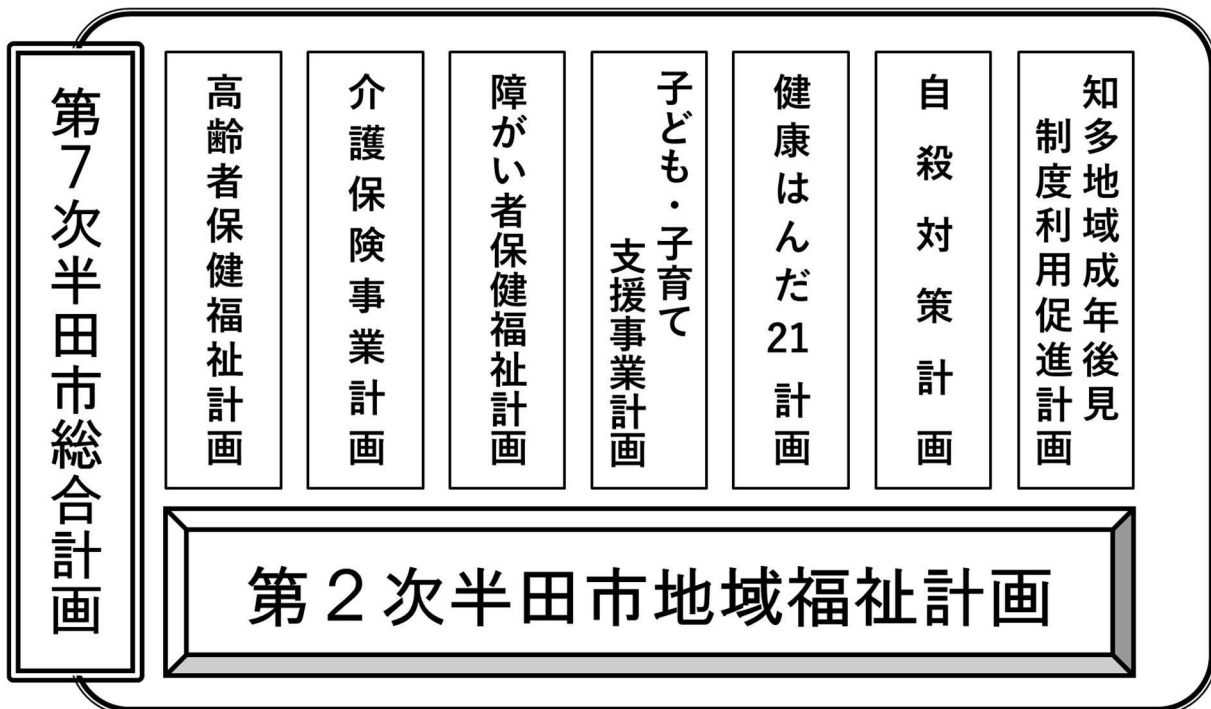 第7次半田市総合計画
高齢者保健福祉計画
介護保険事業計画
障がい者保健福祉計画
子ども・子育て
支援事業計画
健康はんだ21計画
自殺対策計画
知多地域成年後見
制度利用促進計画
第2次半田市地域福祉計画